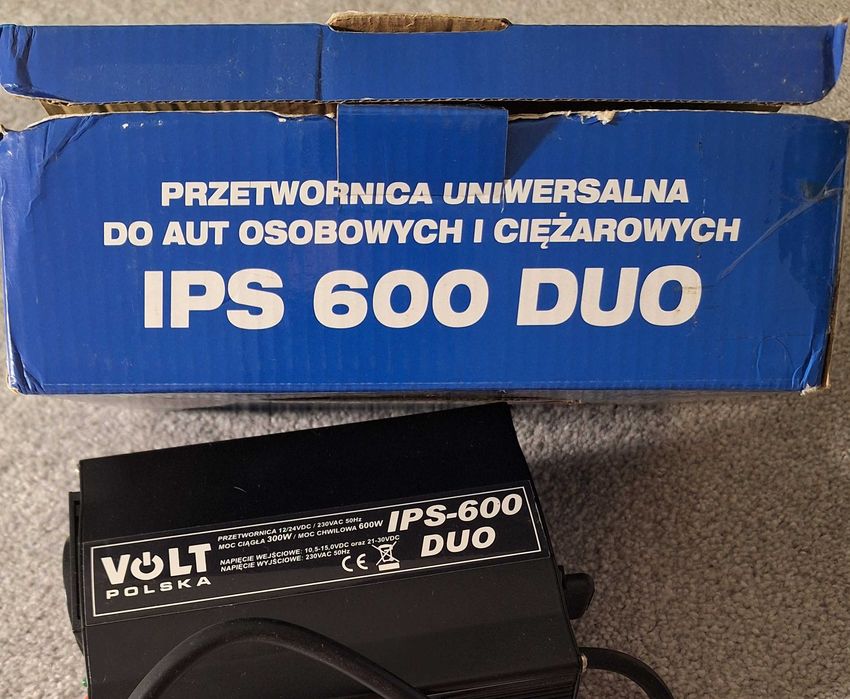 PRZETWORNICA UNIWERSALNA
DO AUT OSOBOWYCH I CIĘŻAROWYCH
IPS 600 DUO
VOLT
POLSKA
PRZETWORNICA 12/24VDC / 230VAC 50Hz
MOC CIĄGŁA 300W / MOC CHWILOWA 600W
NAPIĘCIE WEJŚCIOWE: 10,5-15,0VDC oraz 21-30VDC
NAPIĘCIE WYJŚCIOWE: 230VAC 50Hz
CE
IPS-600
DUO